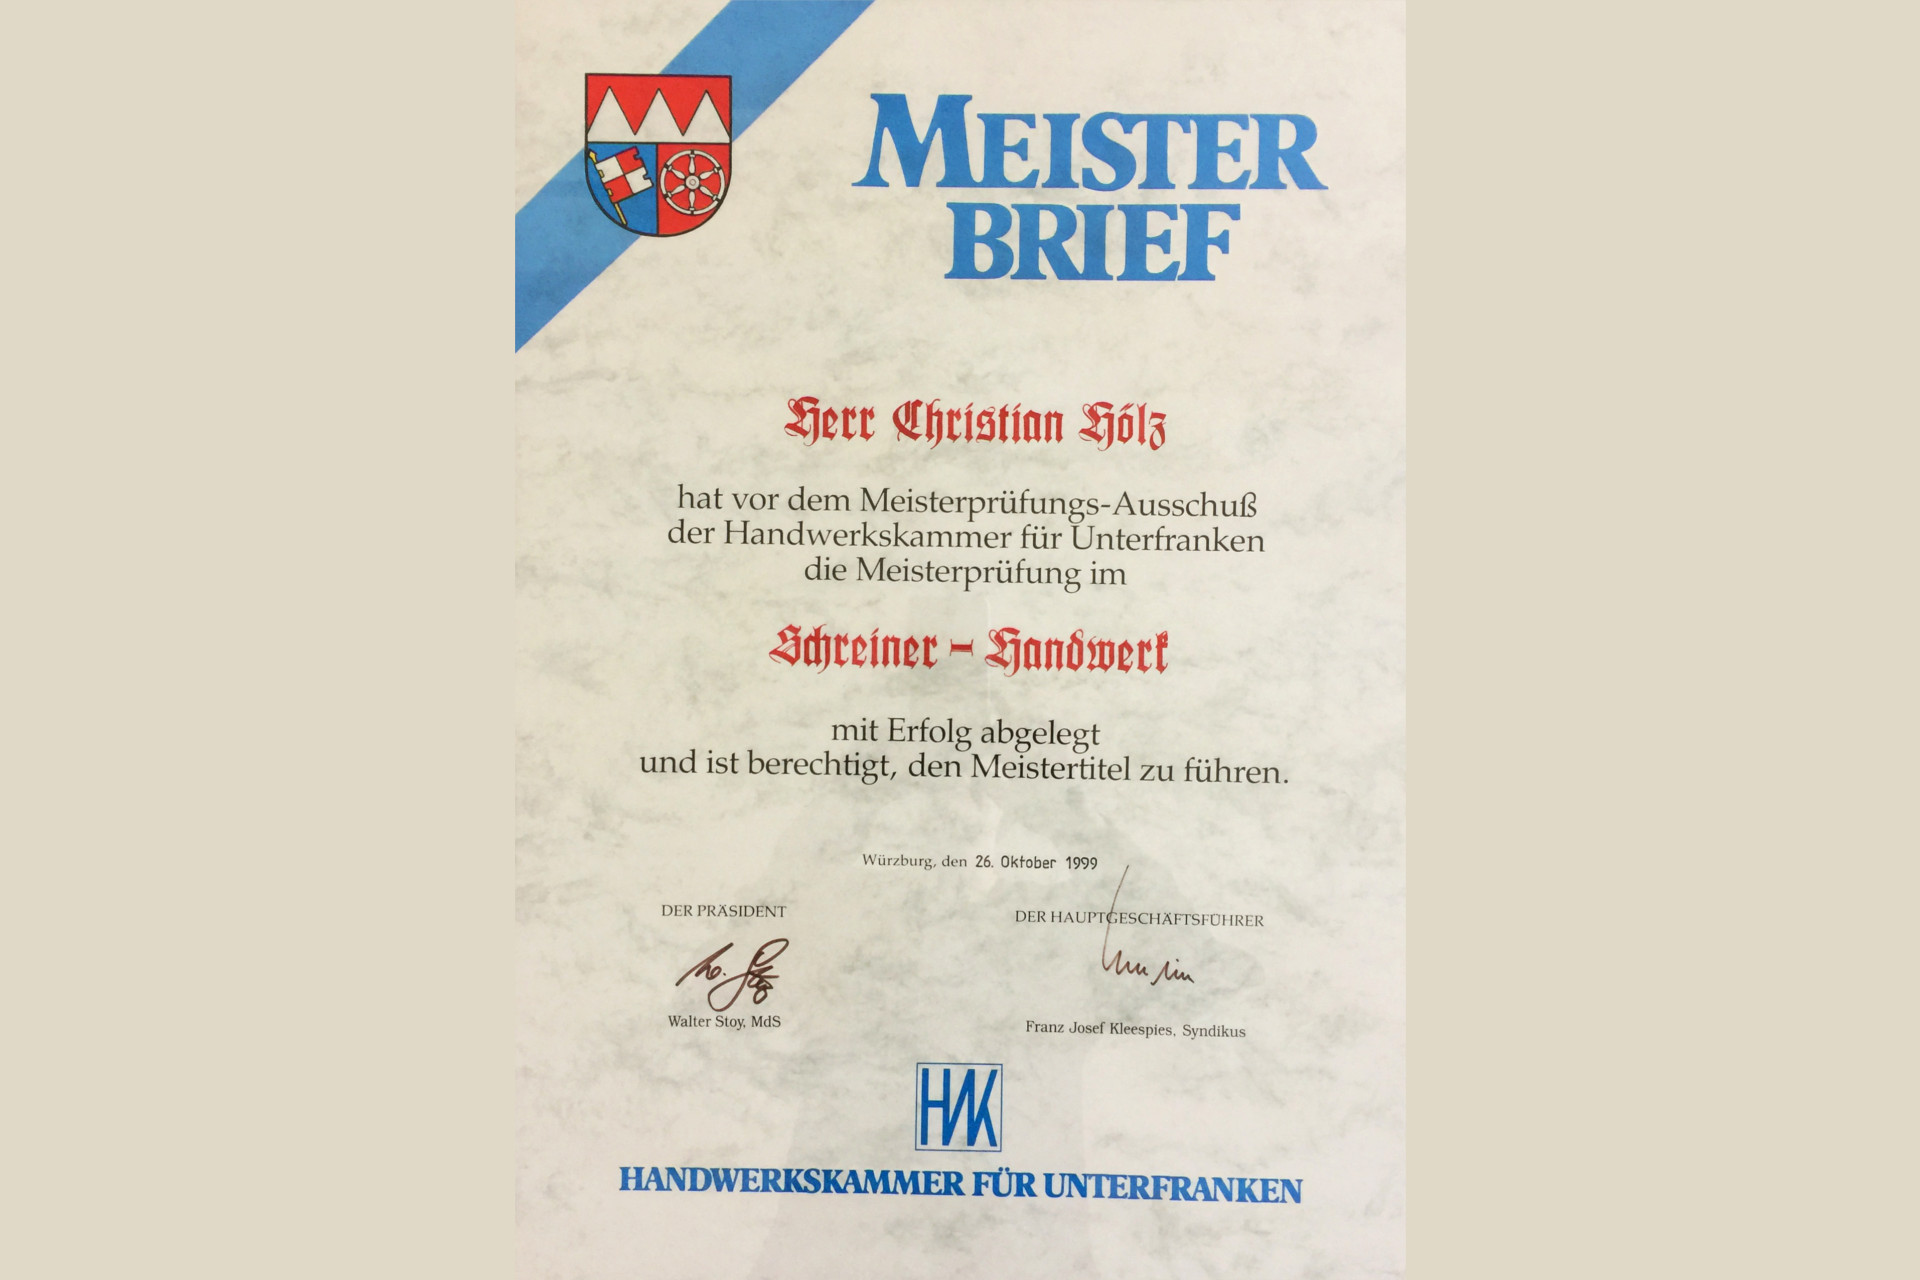 MEISTER
BRIEF
Herr Christian Hölz
hat vor dem Meisterprüfungs-Ausschuß
der Handwerkskammer für Unterfranken
die Meisterprüfung im
Schreiner - Handwerk
mit Erfolg abgelegt
und ist berechtigt, den Meistertitel zu führen.
Würzburg, den 26. Oktober 1999
DER PRÄSIDENT
DER HAUPTGESCHÄFTSFÜHRER
Walter Stoy, MdS
Franz Josef Kleespies, Syndikus
HWK
HANDWERKSKAMMER FÜR UNTERFRANKEN